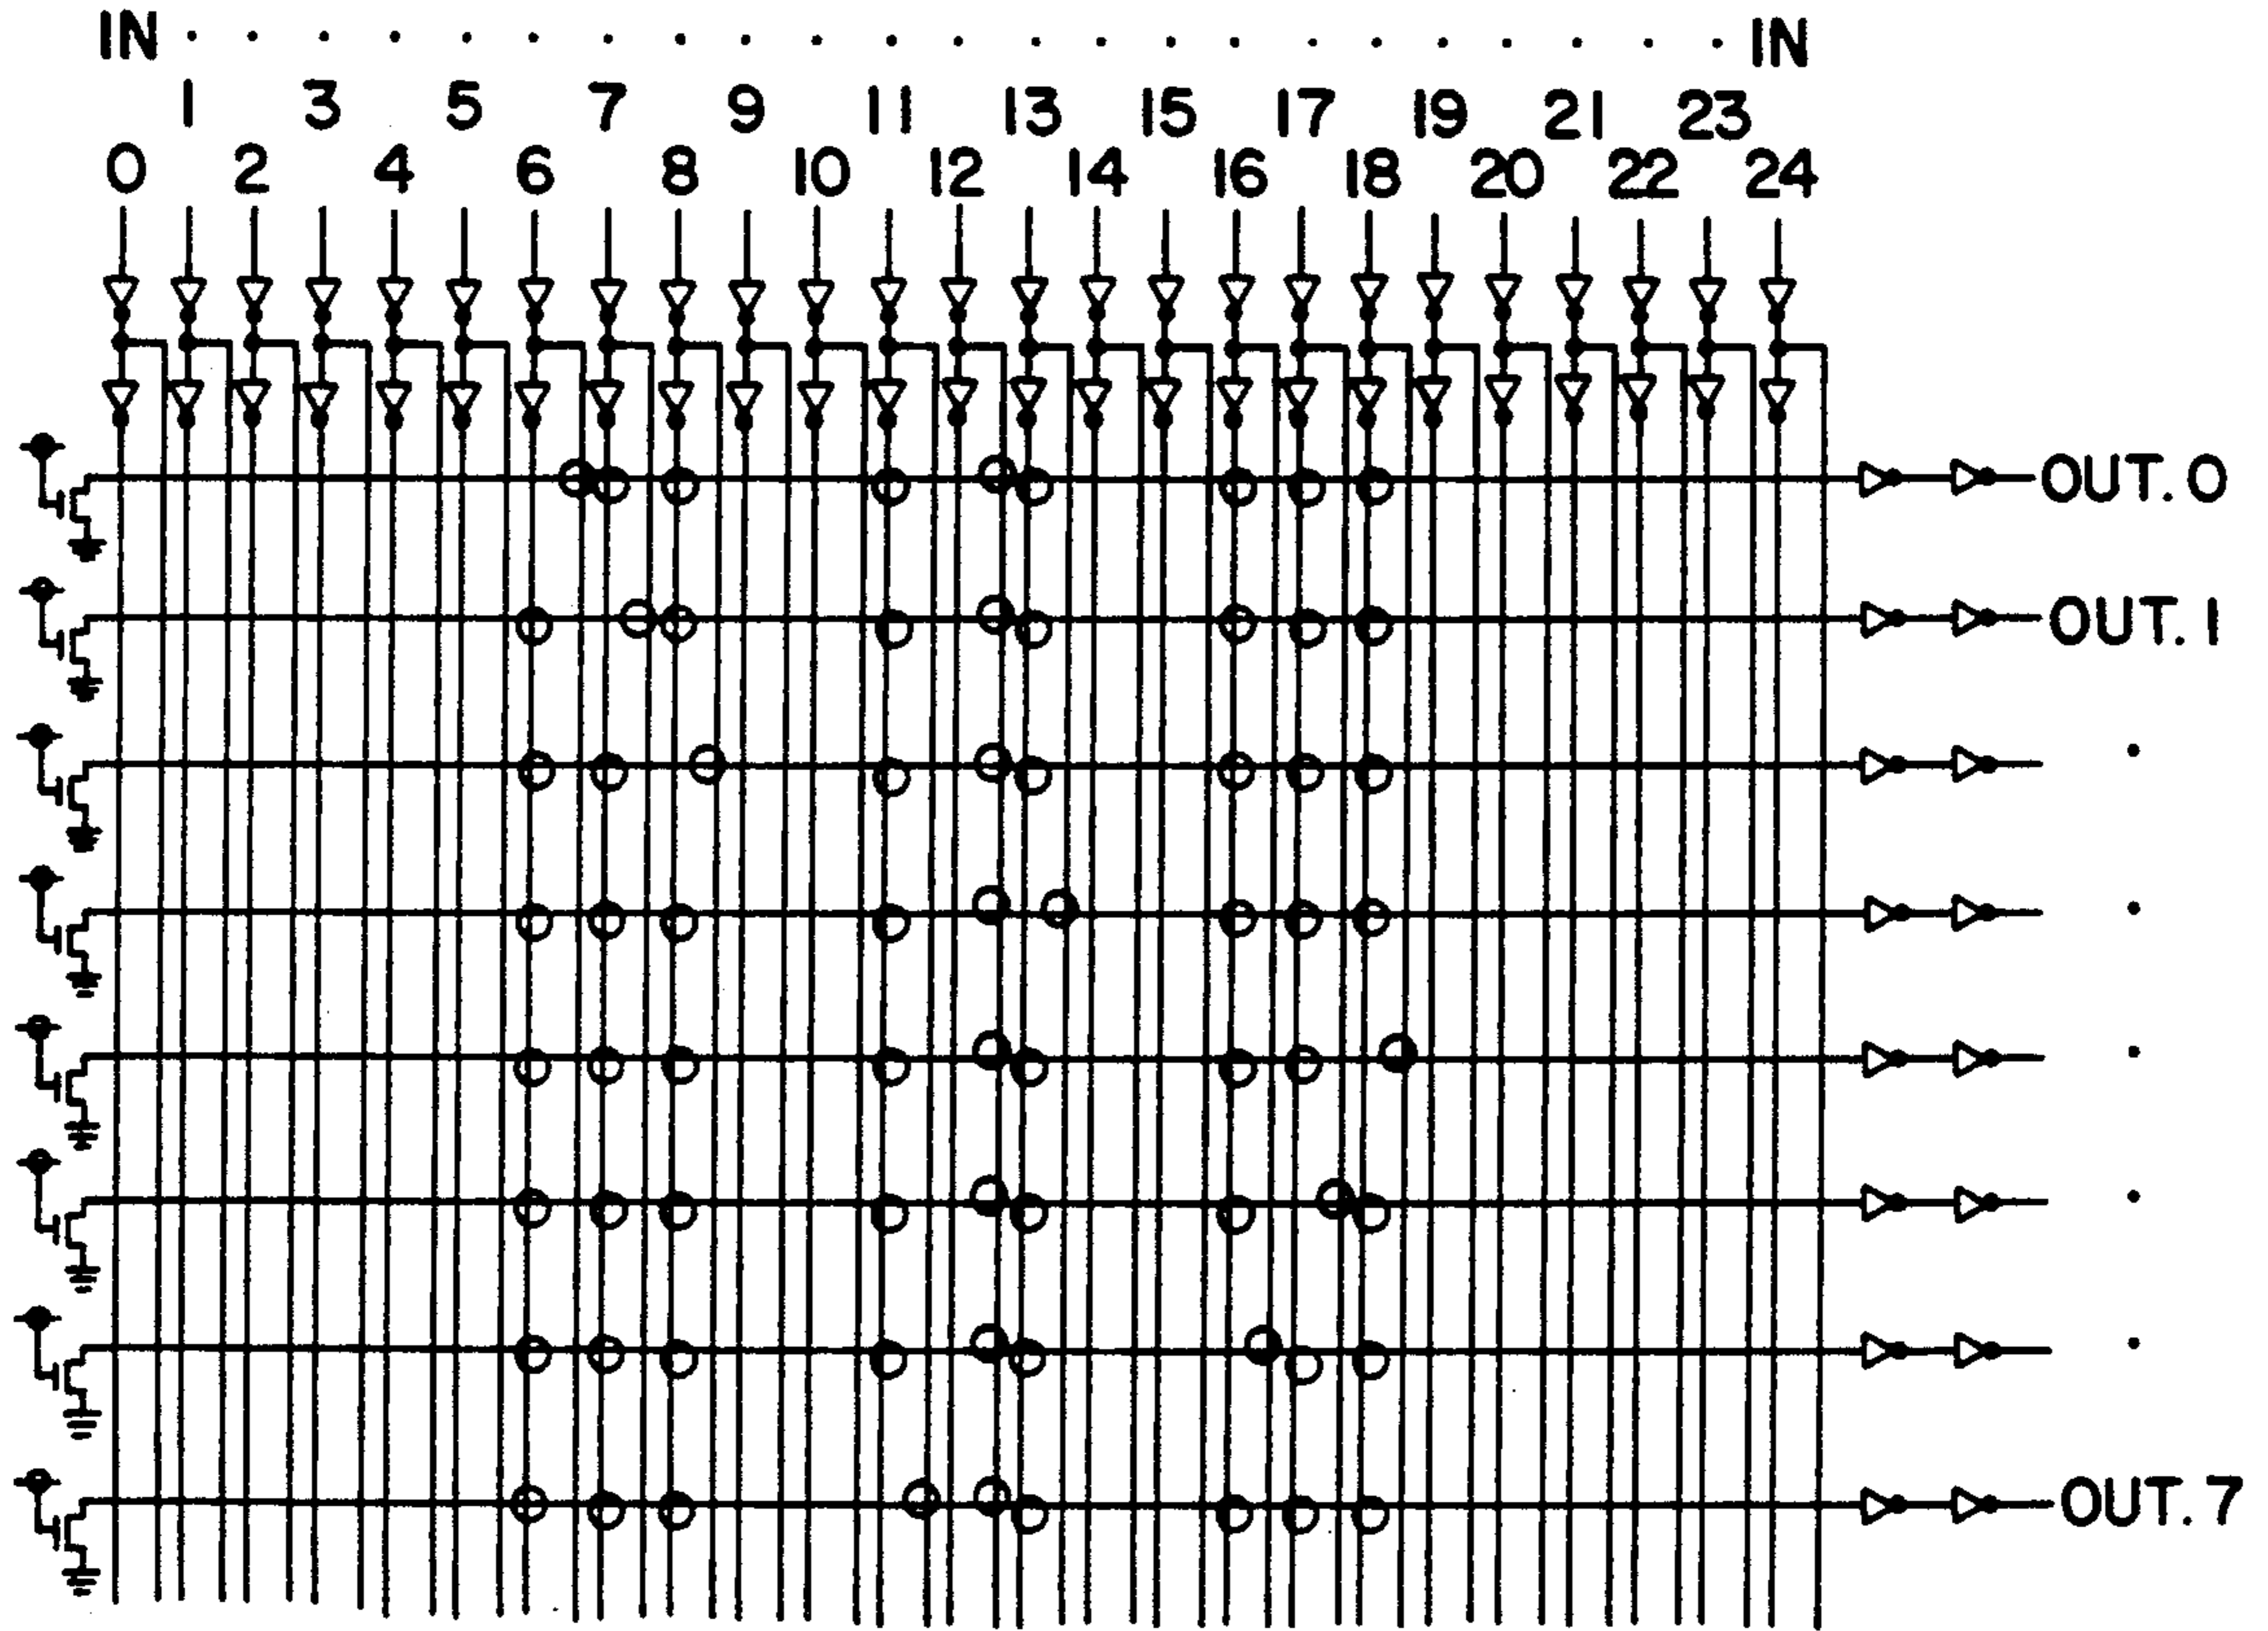 IN . . . . . . . . . . . . . . . . . . . . . . . IN
1 3 5 7 9 11 13 15 17 19 21 23
0 2 4 6 8 10 12 14 16 18 20 22 24
OUT. 0
OUT. 1
.
.
.
.
.
OUT. 7